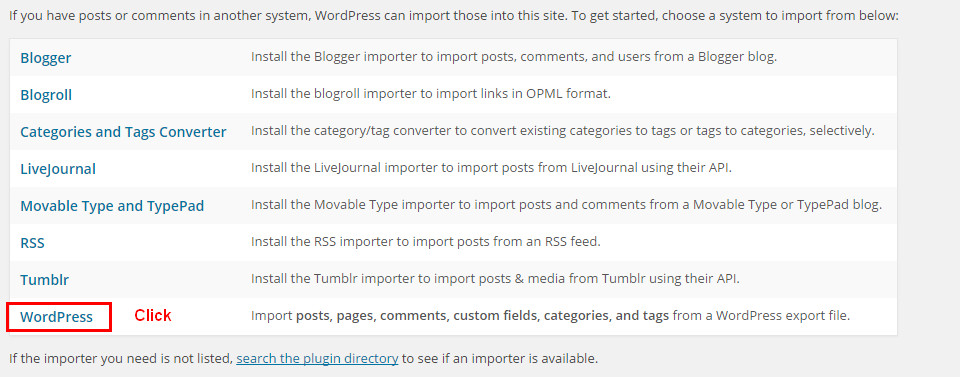 If you have posts or comments in another system, WordPress can import those into this site. To get started, choose a system to import from below:
Blogger Install the Blogger importer to import posts, comments, and users from a Blogger blog.
Blogroll Install the blogroll importer to import links in OPML format.
Categories and Tags Converter Install the category/tag converter to convert existing categories to tags or tags to categories, selectively.
LiveJournal Install the LiveJournal importer to import posts from LiveJournal using their API.
Movable Type and TypePad Install the Movable Type importer to import posts and comments from a Movable Type or TypePad blog.
RSS Install the RSS importer to import posts from an RSS feed.
Tumblr Install the Tumblr importer to import posts & media from Tumblr using their API.
WordPress Click Import posts, pages, comments, custom fields, categories, and tags from a WordPress export file.
If the importer you need is not listed, search the plugin directory to see if an importer is available.